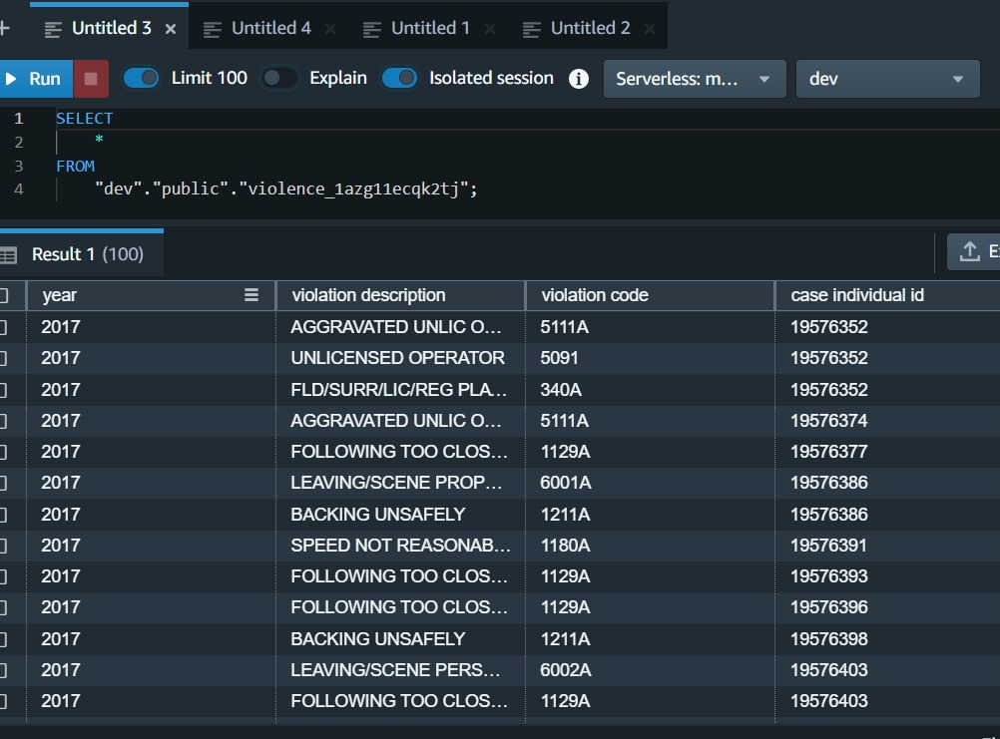 + Untitled 3 × Untitled 4 × Untitled 1 × Untitled 2 ×
Run Limit 100 Explain Isolated session i Serverless: m... dev
1 SELECT
2 *
3 FROM
4 "dev"."public"."violence_1azg11ecqk2tj";
Result 1 (100)
year violation description violation code case individual id
2017 AGGRAVATED UNLIC O... 5111A 19576352
2017 UNLICENSED OPERATOR 5091 19576352
2017 FLD/SURR/LIC/REG PLA... 340A 19576352
2017 AGGRAVATED UNLIC O... 5111A 19576374
2017 FOLLOWING TOO CLOS... 1129A 19576377
2017 LEAVING/SCENE PROP... 6001A 19576386
2017 BACKING UNSAFELY 1211A 19576386
2017 SPEED NOT REASONAB... 1180A 19576391
2017 FOLLOWING TOO CLOS... 1129A 19576393
2017 FOLLOWING TOO CLOS... 1129A 19576396
2017 BACKING UNSAFELY 1211A 19576398
2017 LEAVING/SCENE PERS... 6002A 19576403
2017 FOLLOWING TOO CLOS... 1129A 19576403